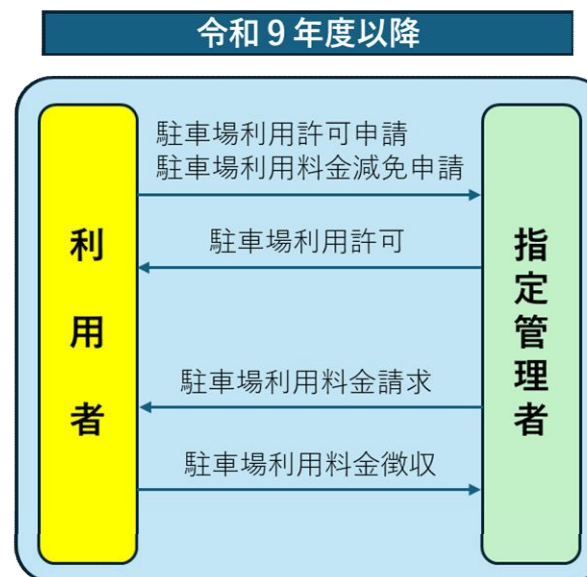 令和９年度以降
駐車場利用許可申請
駐車場利用料金減免申請
利用者
駐車場利用許可
指定管理者
駐車場利用料金請求
駐車場利用料金徴収